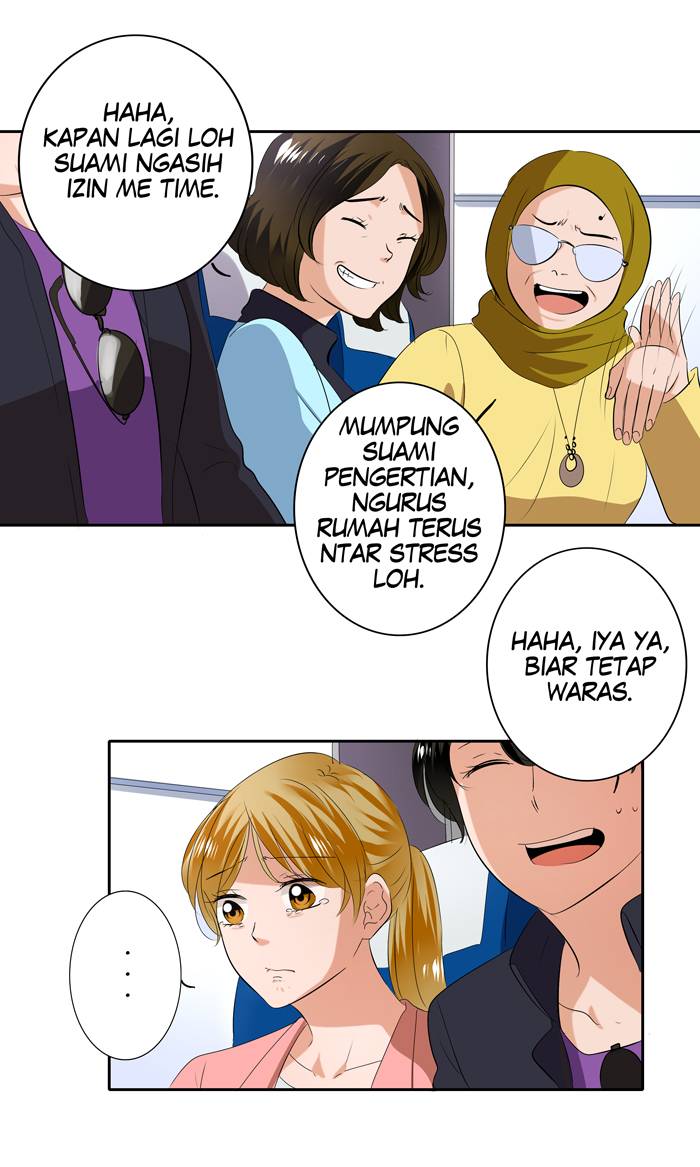 HAHA,
KAPAN LAGI LOH
SUAMI NGASIH
IZIN ME TIME.
MUMPUNG
SUAMI
PENGERTIAN,
NGURUS
RUMAH TERUS
NTAR STRESS
LOH.
HAHA, IYA YA,
BIAR TETAP
WARAS.
...